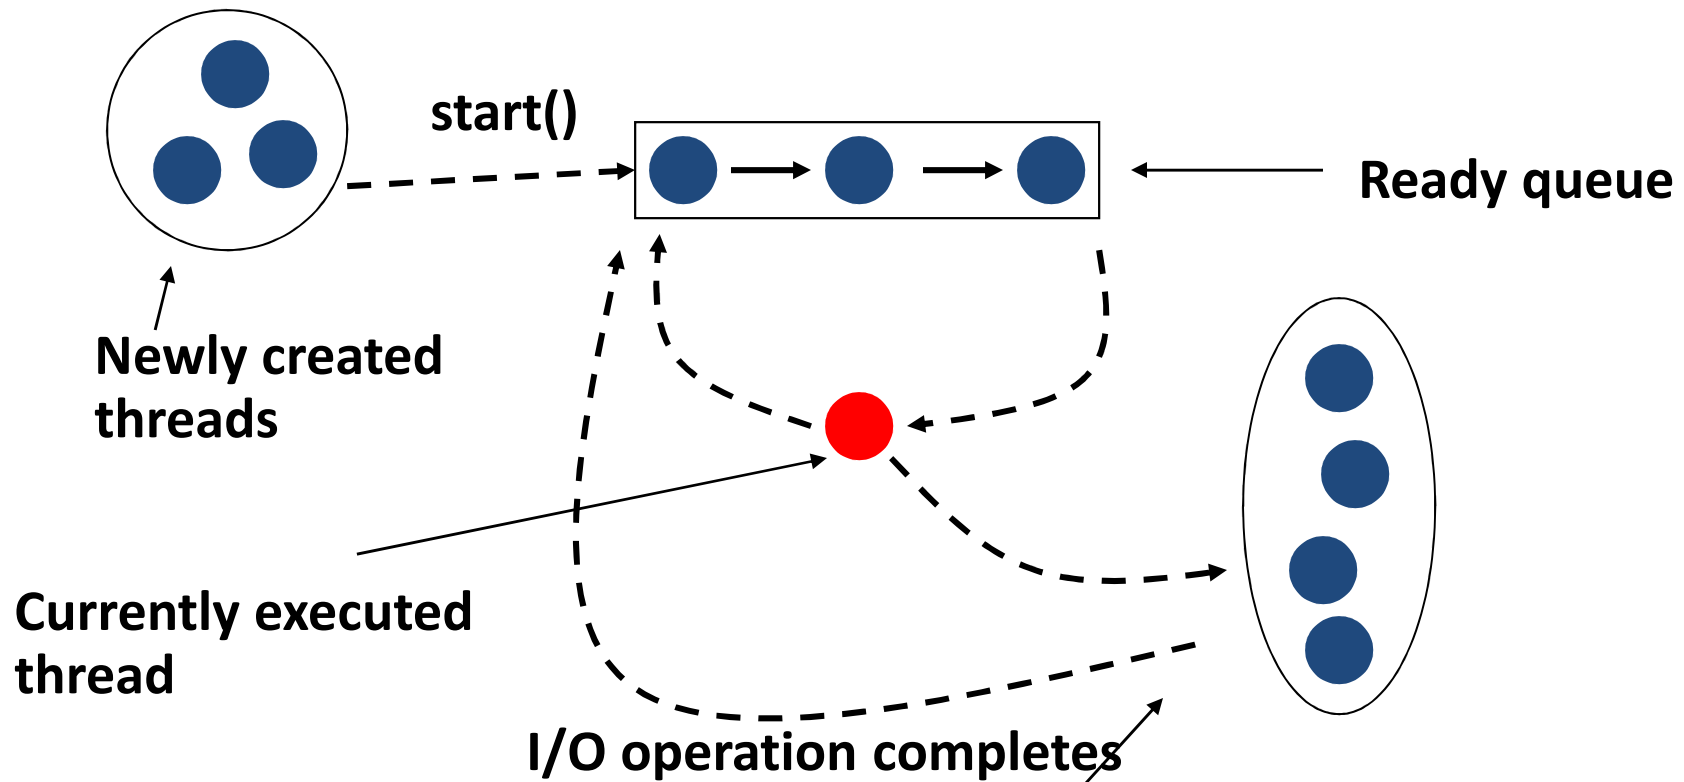 start()
Ready queue
Newly created
threads
Currently executed
thread
I/O operation completes